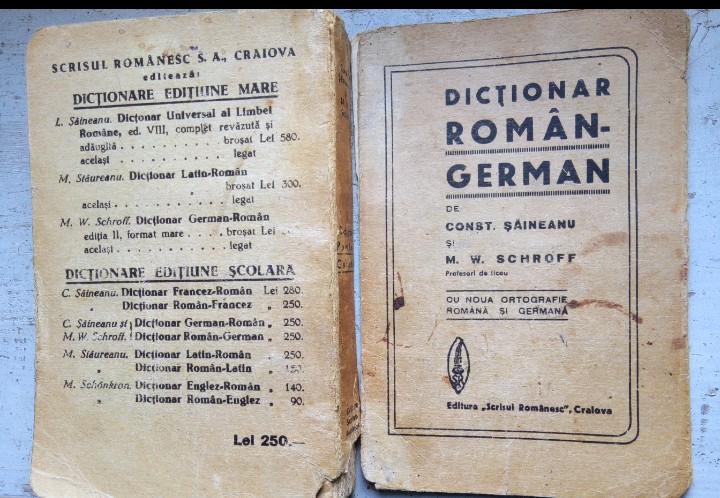 SCRISUL ROMÂNESC S. A., CRAIOVA
editează:
DICȚIONARE EDIȚIUNE MARE
L. Șăineanu. Dicționar Universal al Limbei
Române, ed. VIII, complet revăzută și
adăugită . . . . . . . . . . broșat Lei 580.
același . . . . . . . . . . legat
M. Stăureanu. Dicționar Latin-Român
broșat Lei 300.
același . . . . . . . . . . legat
M. W. Schroff. Dicționar German-Român
ediția II, format mare . . . . broșat Lei
același . . . . . . . . . . legat
DICȚIONARE EDIȚIUNE ȘCOLARĂ
C. Săineanu. Dicționar Francez-Român Lei 280.
„ Dicționar Român-Francez „ 250.
C. Săineanu și Dicționar German-Român „ 250.
M. W. Schroff. Dicționar Român-German „ 250.
M. Stăureanu. Dicționar Latin-Român 250.
„ Dicționar Roman-Latin „
M. Schönkron. Dicționar Englez-Român „ 140.
„ Dicționar Român-Englez „ 90.
Lei 250.—
DICȚIONAR
ROMÂN-
GERMAN
DE
CONST. ȘĂINEANU
ȘI
M. W. SCHROFF
Profesori de liceu
CU NOUA ORTOGRAFIE
ROMÂNĂ ȘI GERMANĂ
Editura „Scrisul Românesc", Craiova